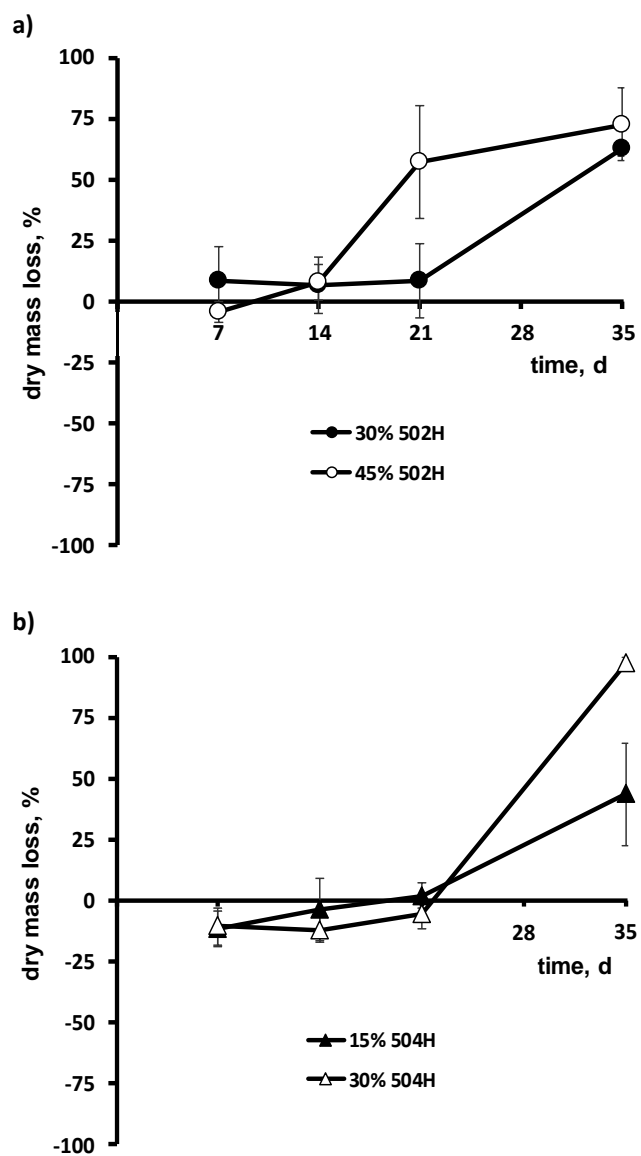 a)
100
75
50
25
0
-25
-50
-75
-100
dry mass loss, %
7 14 21 28 35
time, d
30% 502H
45% 502H
b)
100
75
50
25
0
-25
-50
-75
-100
dry mass loss, %
28 35
time, d
15% 504H
30% 504H